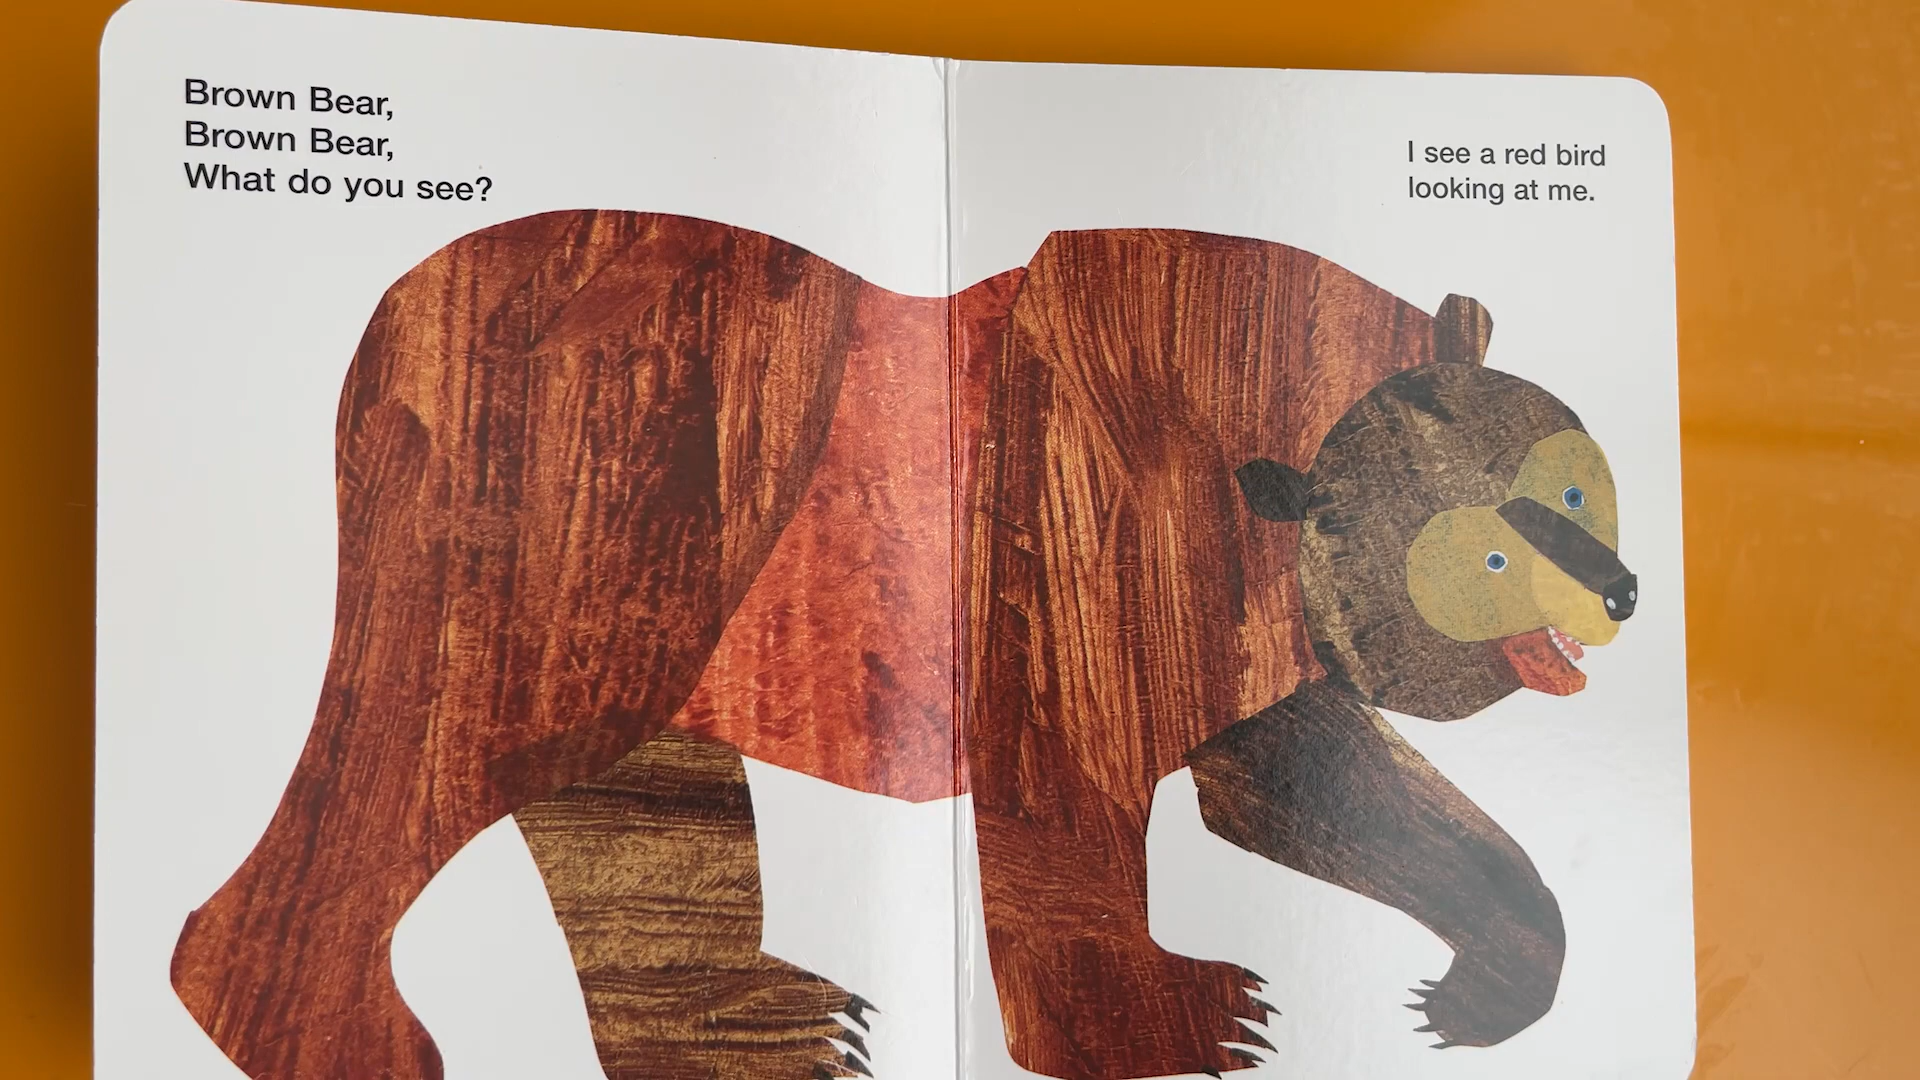 Brown Bear,
Brown Bear,
What do you see?
I see a red bird
looking at me.